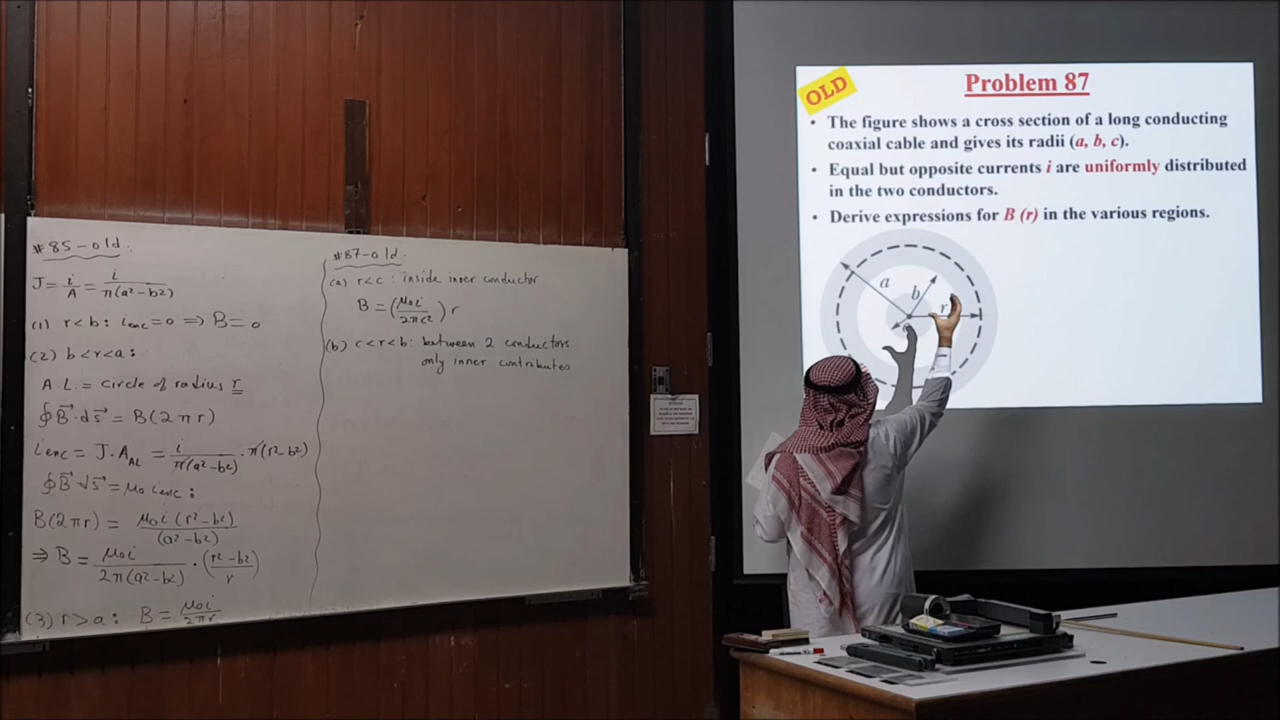 #85-old.
J = i/A = i/π(a²-b²)
(1) r<b: i_enc=0 ⇒ B=0
(2) b<r<a:
A.L. = circle of radius r
∮B⃗·ds⃗ = B(2πr)
i_enc = J.A_AL = i/π(a²-b²) · π(r²-b²)
∮B⃗·ds⃗ = μ₀ i_enc:
B(2πr) = μ₀i(r²-b²)/(a²-b²)
⇒ B = μ₀i/2π(a²-b²) · (r²-b²/r)
(3) r>a: B = μ₀i/2πr
#87-old.
(a) r<c: inside inner conductor
B = (μ₀i/2πc²) r
(b) c<r<b: between 2 conductors
only inner contributes
OLD
Problem 87
• The figure shows a cross section of a long conducting
coaxial cable and gives its radii (a, b, c).
• Equal but opposite currents i are uniformly distributed
in the two conductors.
• Derive expressions for B (r) in the various regions.
a
b
r
c